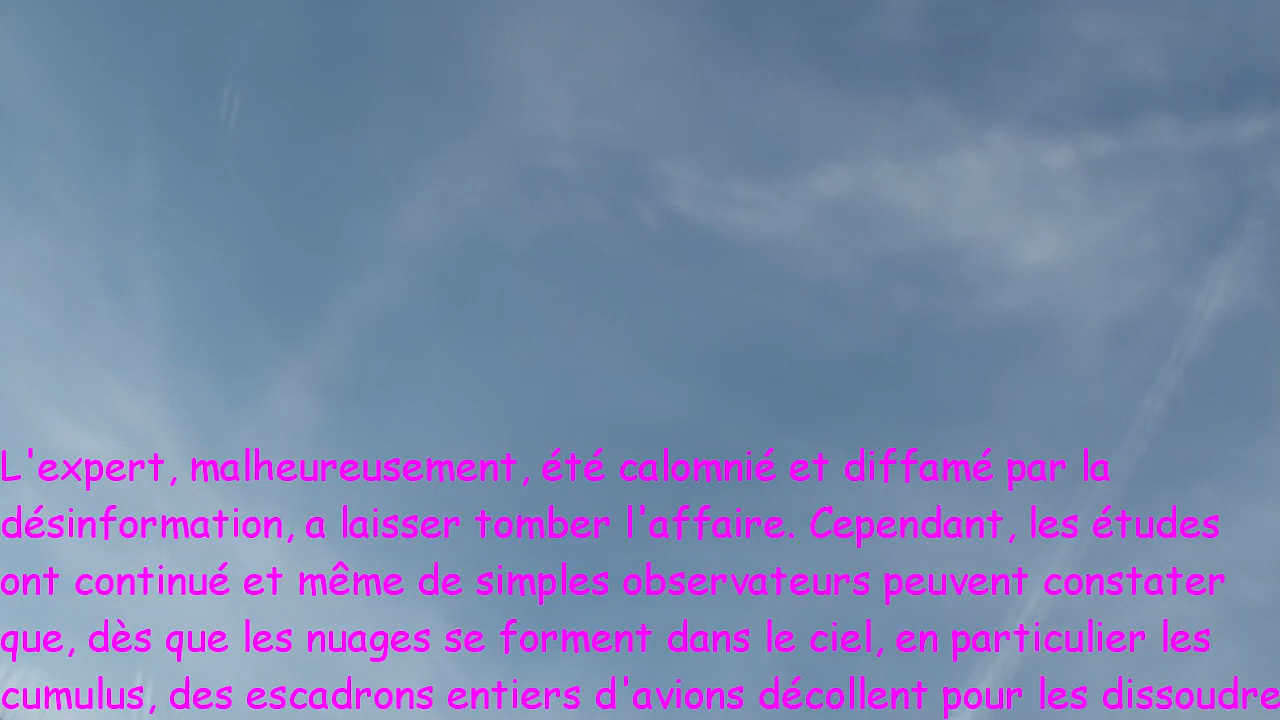 L'expert, malheureusement, été calomnié et diffamé par la
désinformation, a laisser tomber l'affaire. Cependant, les études
ont continué et même de simples observateurs peuvent constater
que, dès que les nuages se forment dans le ciel, en particulier les
cumulus, des escadrons entiers d'avions décollent pour les dissoudre